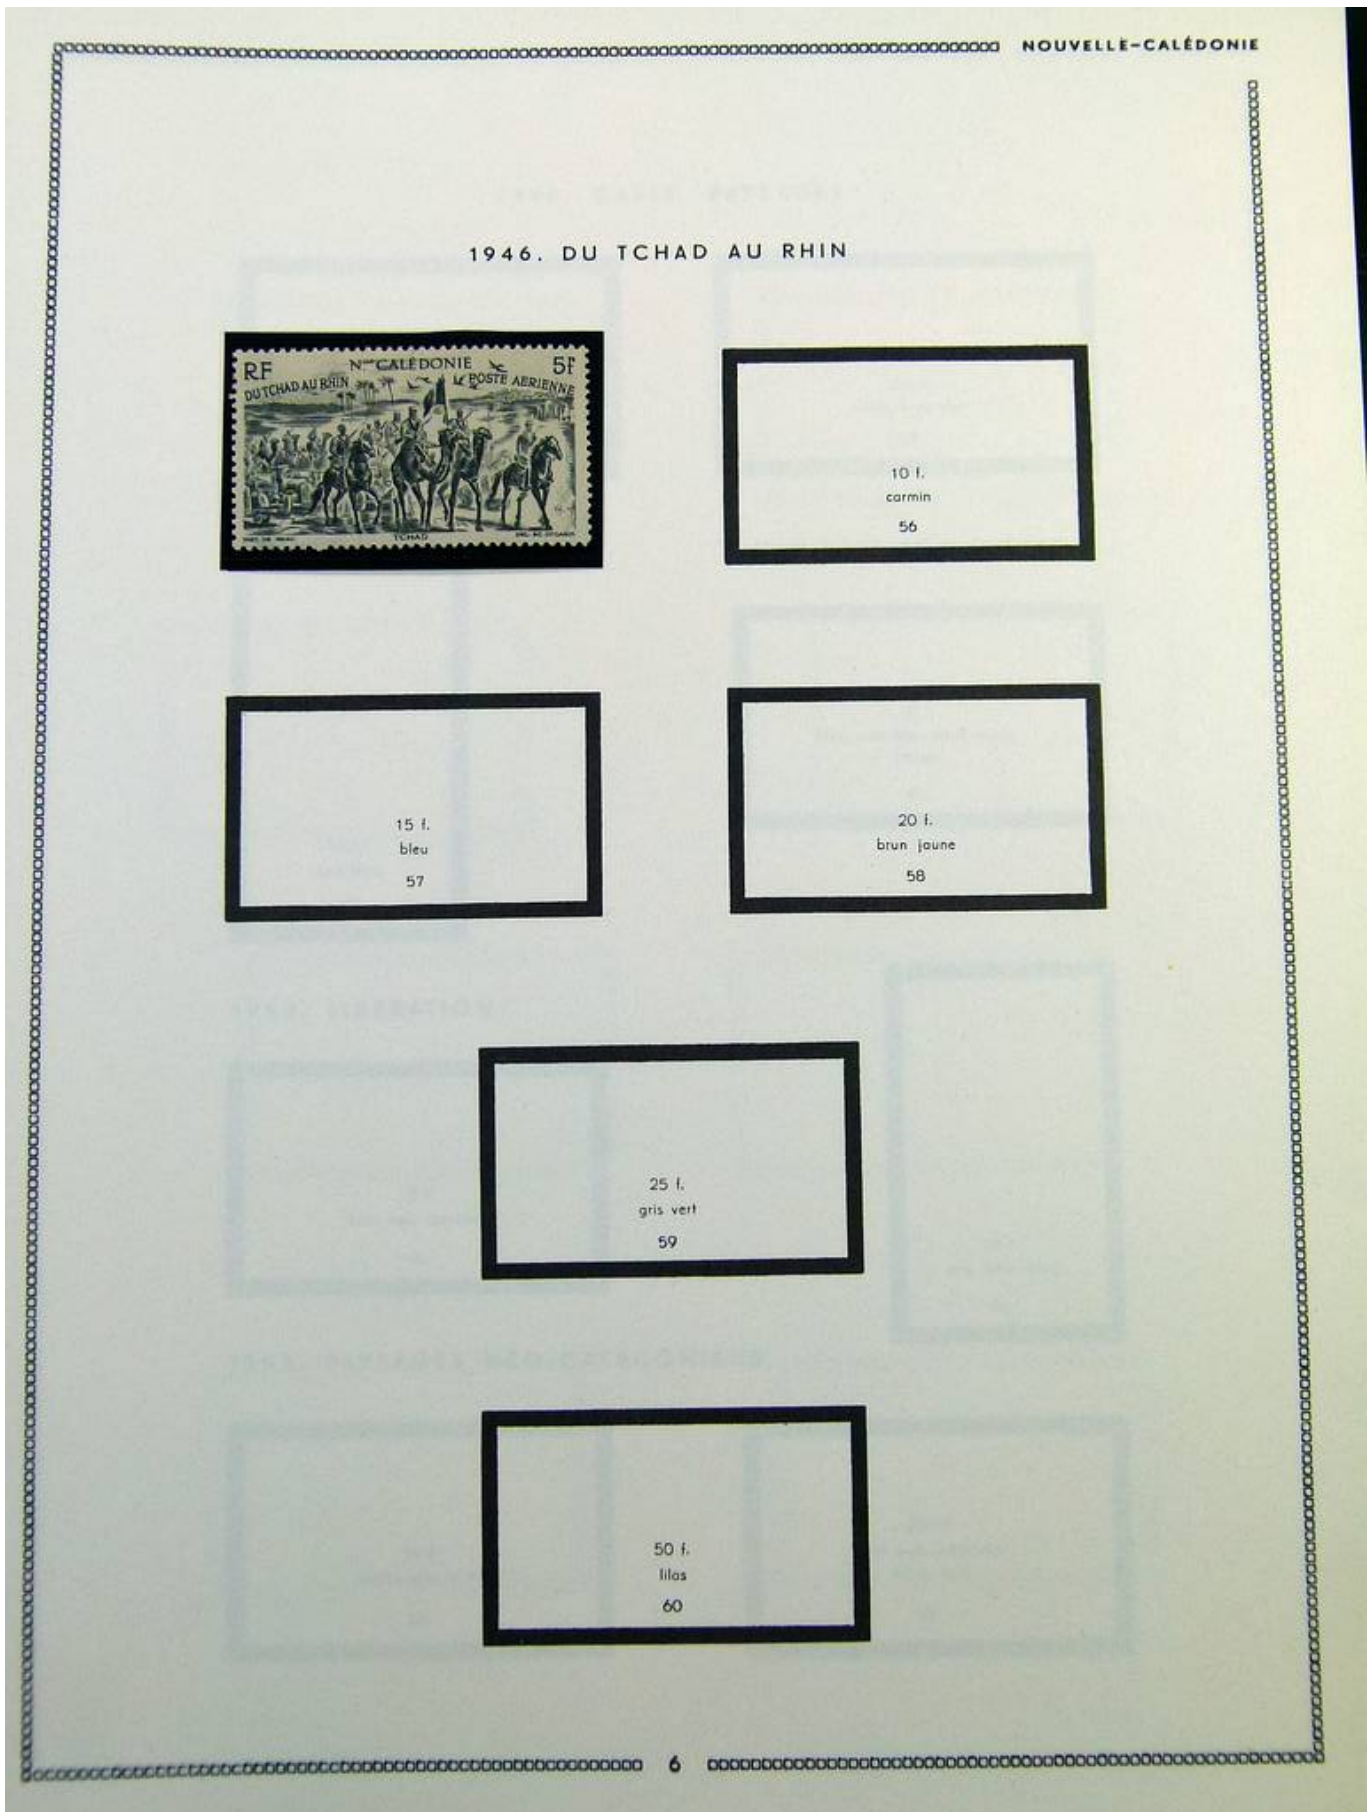 NOUVELLE-CALÉDONIE
1946. DU TCHAD AU RHIN
RF Nlle CALÉDONIE 5f
DU TCHAD AU RHIN POSTE AERIENNE
TCHAD
10 f.
carmin
56
15 f.
bleu
57
20 f.
brun jaune
58
25 f.
gris vert
59
50 f.
lilas
60
6